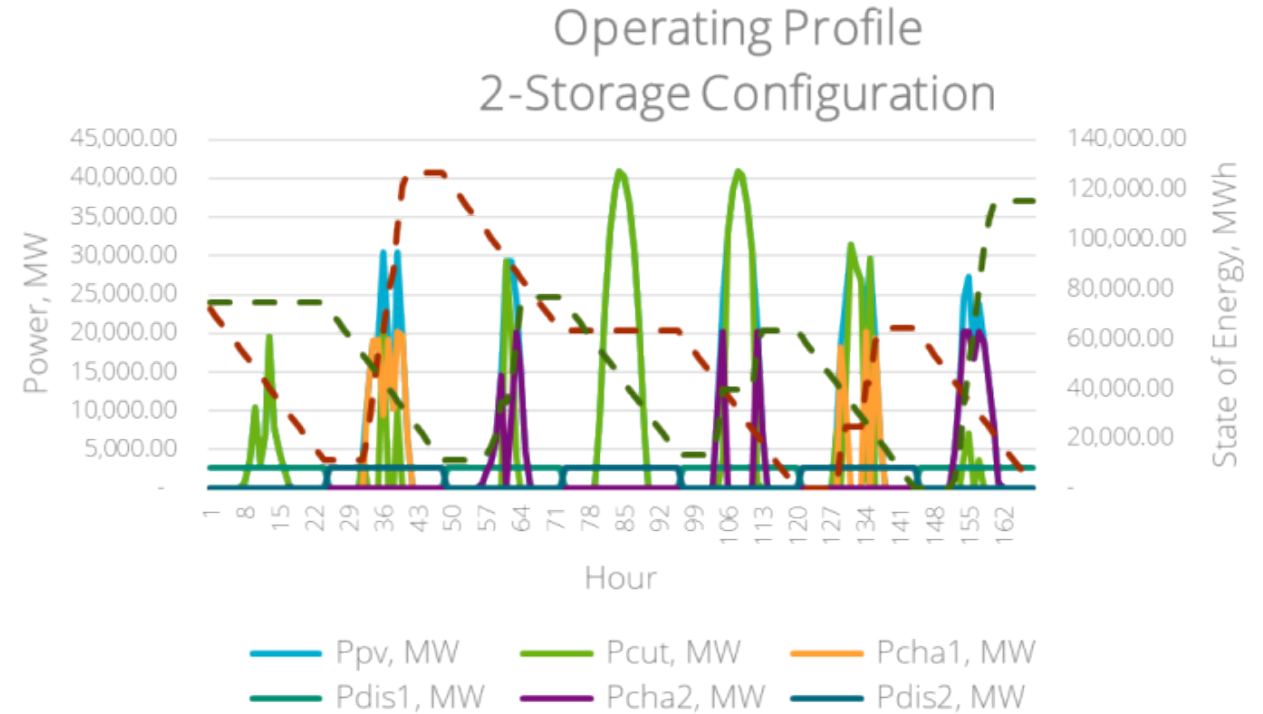 Operating Profile
2-Storage Configuration
45,000.00
40,000.00
35,000.00
30,000.00
25,000.00
20,000.00
15,000.00
10,000.00
5,000.00
-
Power, MW
140,000.00
120,000.00
100,000.00
80,000.00
60,000.00
40,000.00
20,000.00
-
State of Energy, MWh
1 8 15 22 29 36 43 50 57 64 71 78 85 92 99 106 113 120 127 134 141 148 155 162
Hour
Ppv, MW Pcut, MW Pcha1, MW
Pdis1, MW Pcha2, MW Pdis2, MW